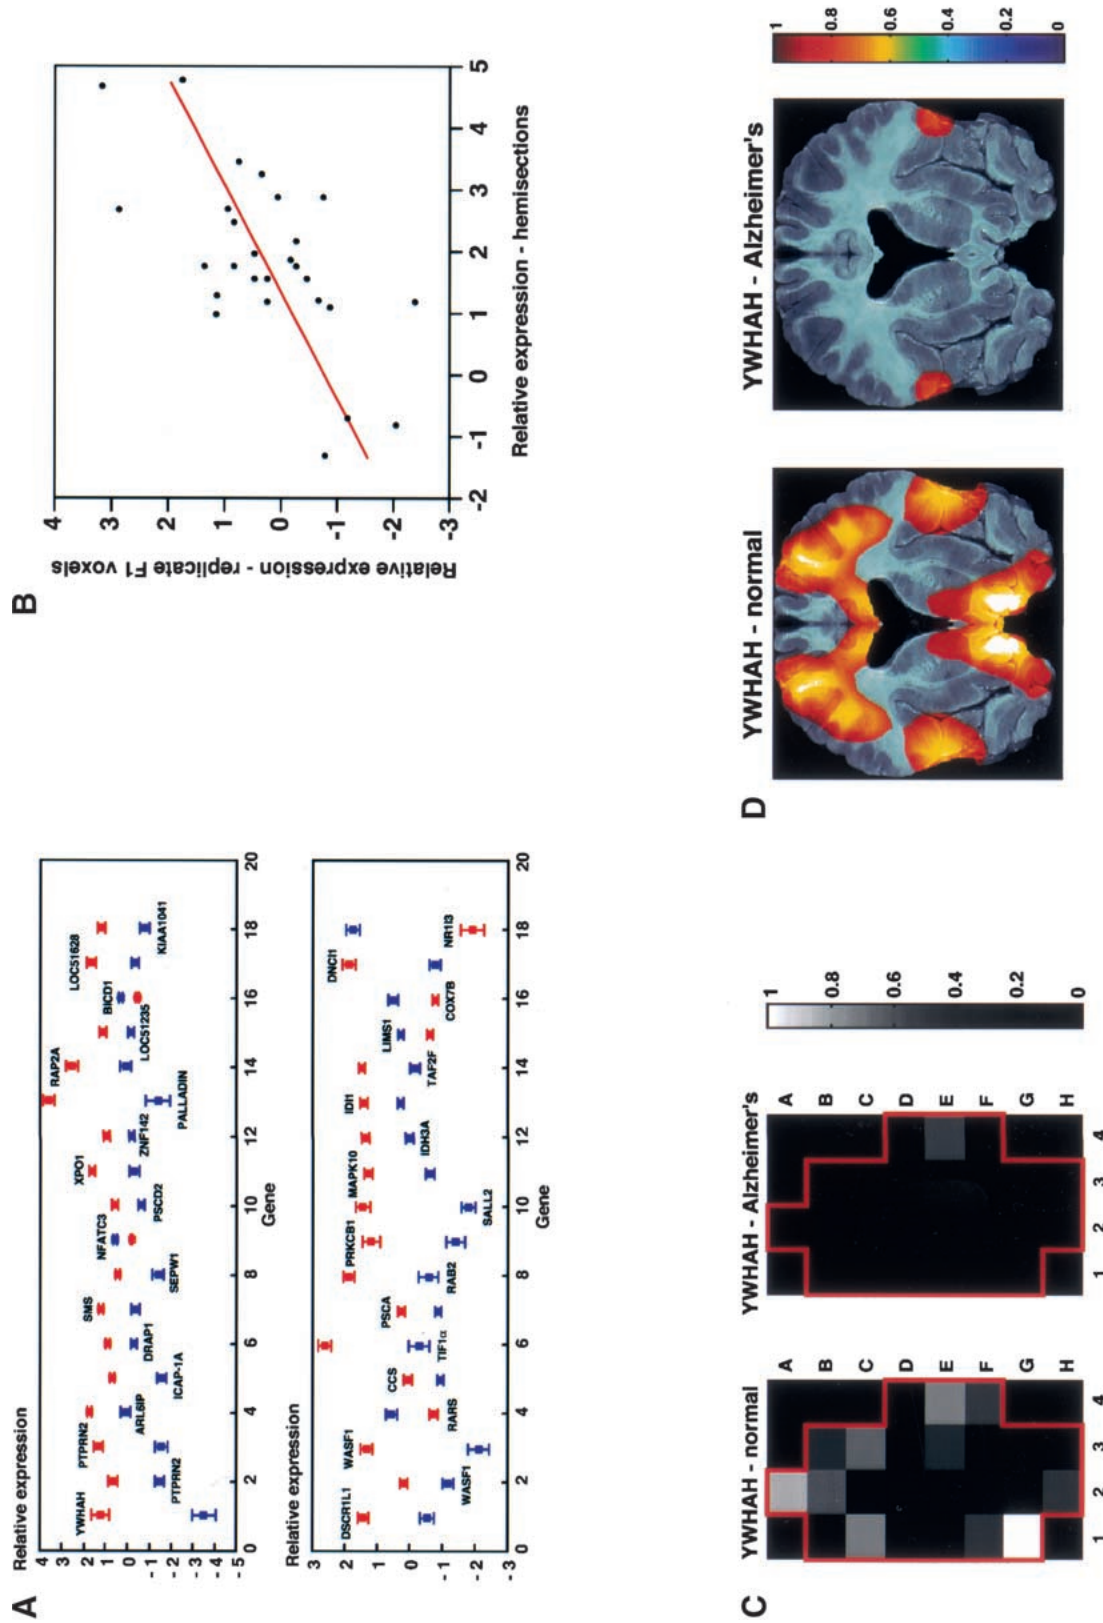 A
Relative expression
4
3
2
1
0
- 1
- 2
- 3
- 4
- 5
YWHAH
PTPRN2
SMS
NFATC3
XPO1
RAP2A
BICD1
LOC51628
PTPRN2
ARL6IP
ICAP-1A
DRAP1
SEPW1
PSCD2
ZNF142
PALLADIN
LOC51235
KIAA1041
0
2
4
6
8
10
12
14
16
18
20
Gene
Relative expression
3
2
1
0
- 1
- 2
- 3
DSCR1L1
WASF1
CCS
PSCA
PRKCB1
MAPK10
IDI1
LIMS1
DNCI1
WASF1
RARS
TIF1α
RAB2
SALL2
IDH3A
TAF2F
COX7B
NR1I3
0
2
4
6
8
10
12
14
16
18
20
Gene
B
Relative expression - replicate F1 voxels
4
3
2
1
0
-1
-2
-3
-2
-1
0
1
2
3
4
5
Relative expression - hemisections
C
YWHAH - normal
A
B
C
D
E
F
G
H
1
2
3
4
YWHAH - Alzheimer's
A
B
C
D
E
F
G
H
1
2
3
4
1
0.8
0.6
0.4
0.2
0
D
YWHAH - normal
YWHAH - Alzheimer's
1
0.8
0.6
0.4
0.2
0